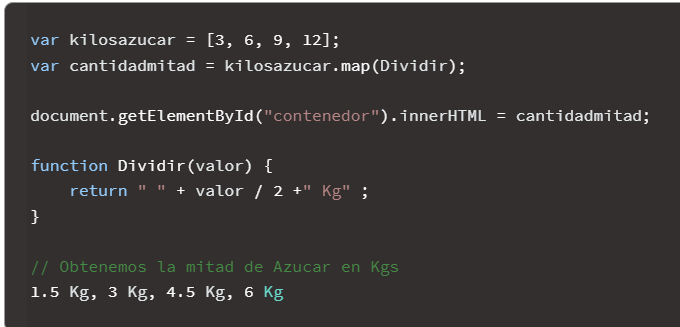 var kilosazucar = [3, 6, 9, 12];
var cantidadmitad = kilosazucar.map(Dividir);
document.getElementById("contenedor").innerHTML = cantidadmitad;
function Dividir(valor) {
    return " " + valor / 2 +" Kg" ;
}
// Obtenemos la mitad de Azucar en Kgs
1.5 Kg, 3 Kg, 4.5 Kg, 6 Kg